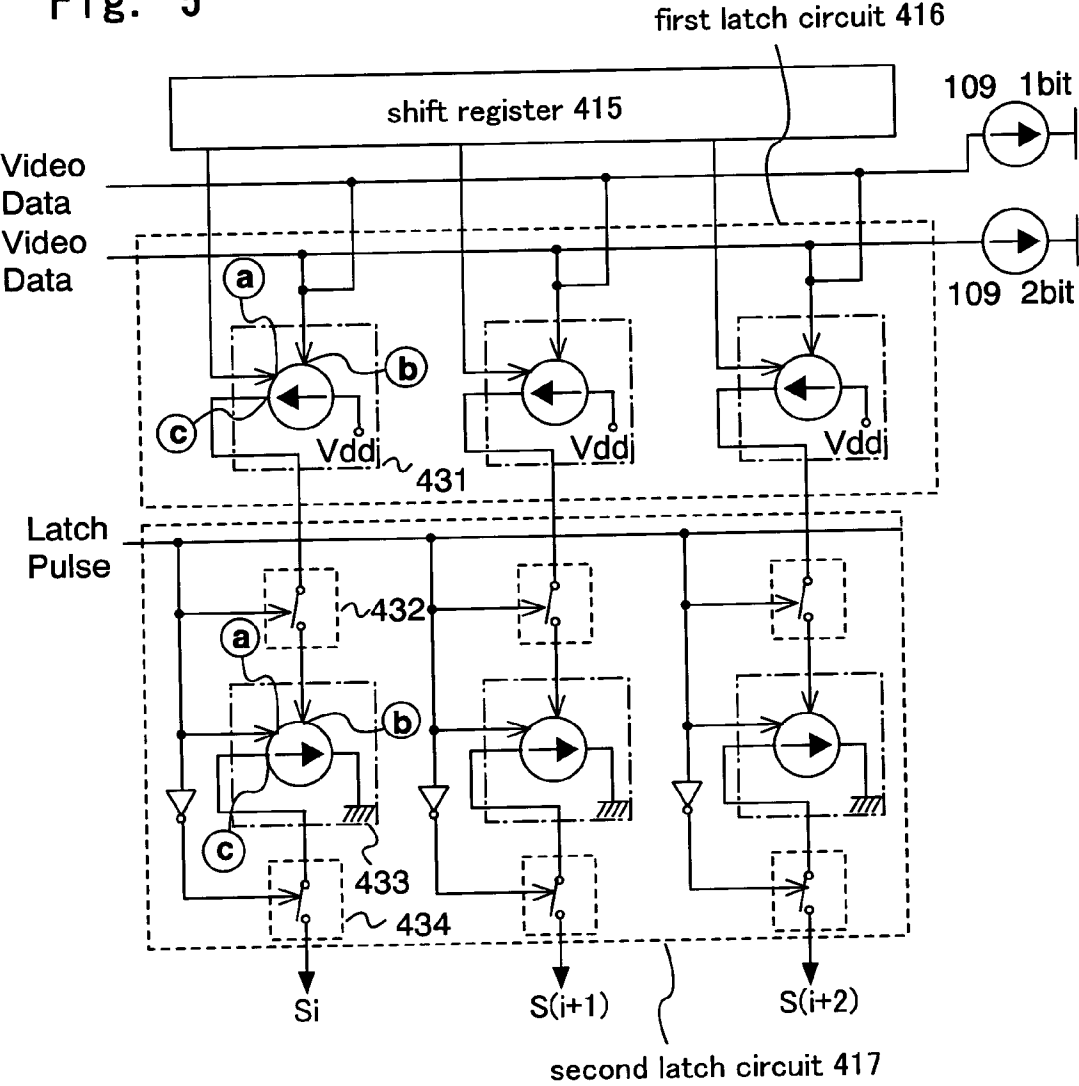 Fig. 5
first latch circuit 416
109 1bit
shift register 415
Video
Data
Video
Data
109 2bit
a
b
c
Vdd
Vdd
Vdd
431
Latch
Pulse
432
a
b
c
433
434
Si
S(i+1)
S(i+2)
second latch circuit 417